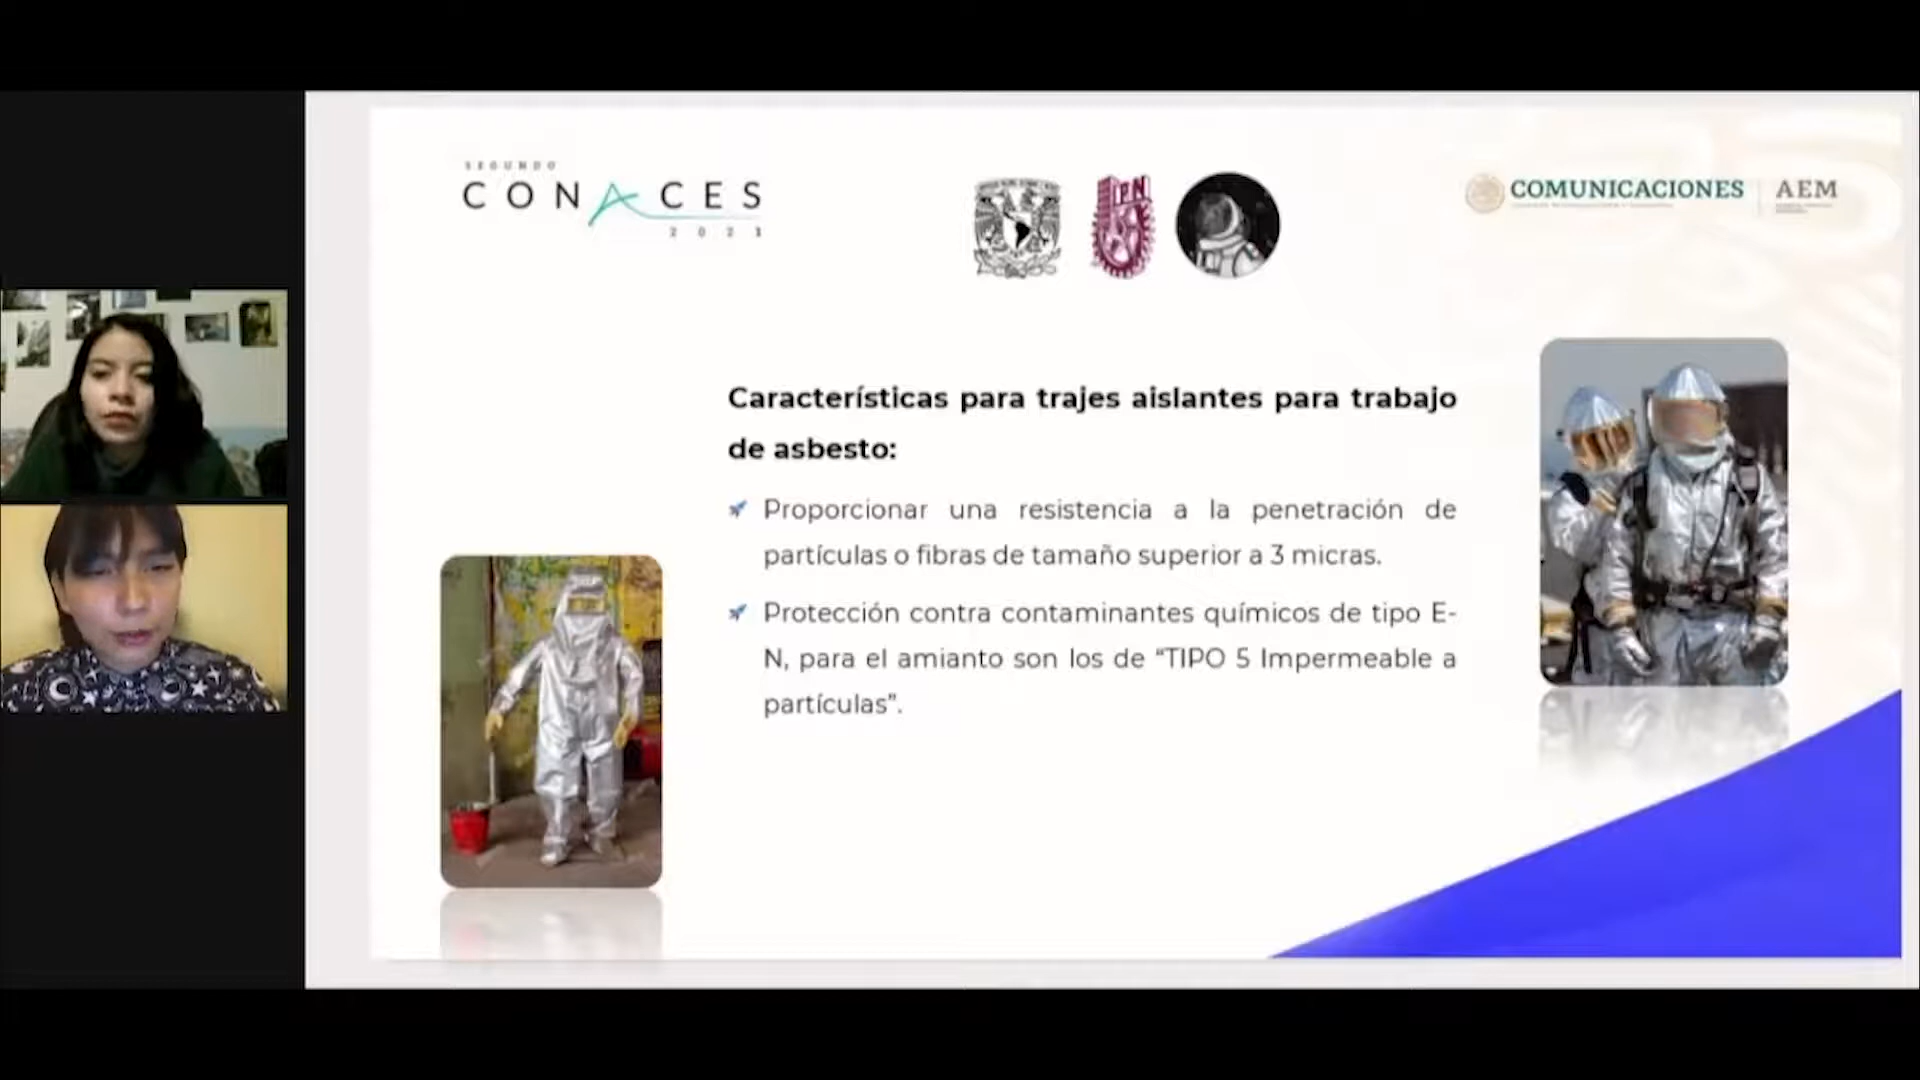 SEGUNDO
CONACES
2021
IPN
COMUNICACIONES
AEM
Características para trajes aislantes para trabajo
de asbesto:
Proporcionar una resistencia a la penetración de
partículas o fibras de tamaño superior a 3 micras.
Protección contra contaminantes químicos de tipo E-
N, para el amianto son los de “TIPO 5 Impermeable a
partículas”.